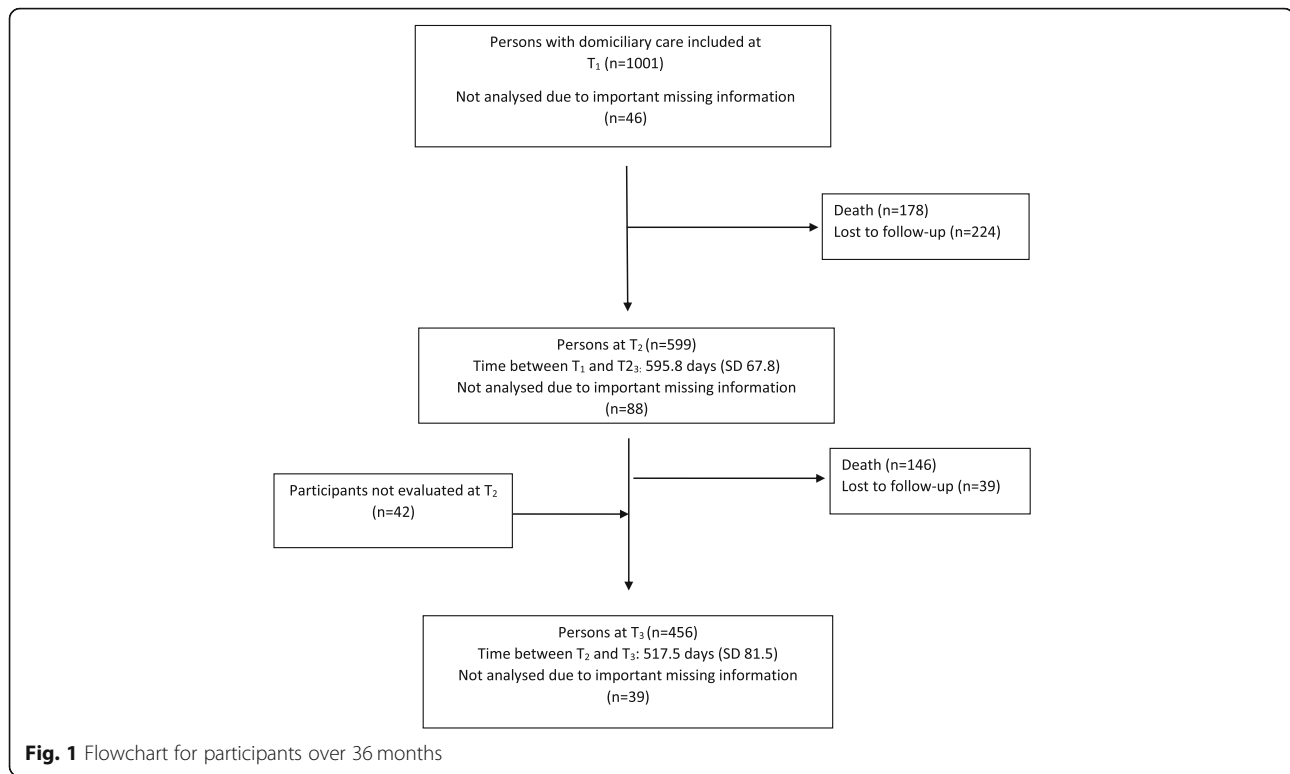 Persons with domiciliary care included at
T₁ (n=1001)
Not analysed due to important missing information
(n=46)
Death (n=178)
Lost to follow-up (n=224)
Persons at T₂ (n=599)
Time between T₁ and T2₃: 595.8 days (SD 67.8)
Not analysed due to important missing information
(n=88)
Death (n=146)
Lost to follow-up (n=39)
Participants not evaluated at T₂
(n=42)
Persons at T₃ (n=456)
Time between T₂ and T₃: 517.5 days (SD 81.5)
Not analysed due to important missing information
(n=39)
Fig. 1 Flowchart for participants over 36 months